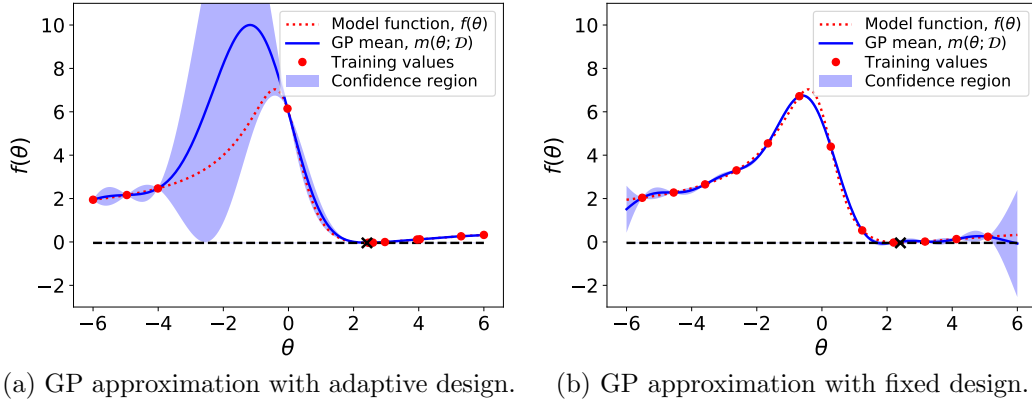 Model function, f(θ)
GP mean, m(θ; 𝒟)
Training values
Confidence region
f(θ)
10
8
6
4
2
0
−2
−6 −4 −2 0 2 4 6
θ
(a) GP approximation with adaptive design.
Model function, f(θ)
GP mean, m(θ; 𝒟)
Training values
Confidence region
f(θ)
10
8
6
4
2
0
−2
−6 −4 −2 0 2 4 6
θ
(b) GP approximation with fixed design.